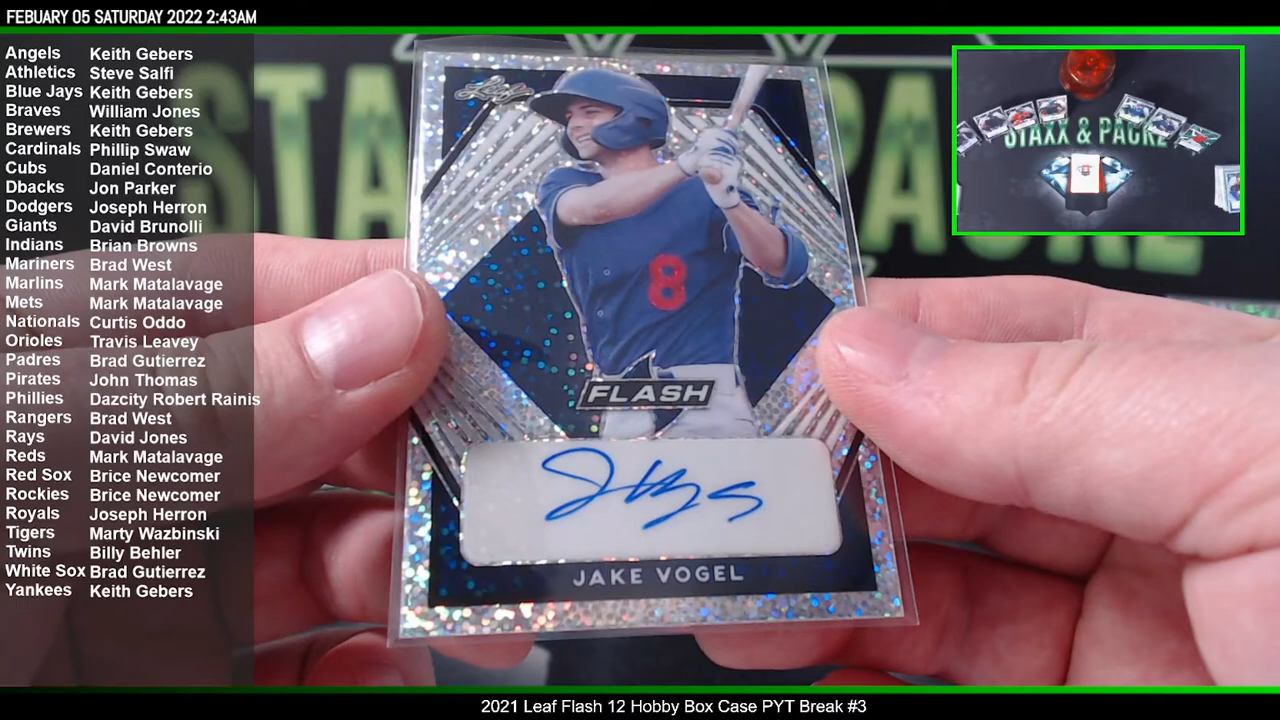 FEBUARY 05 SATURDAY 2022 2:43AM
Angels Keith Gebers
Athletics Steve Salfi
Blue Jays Keith Gebers
Braves William Jones
Brewers Keith Gebers
Cardinals Phillip Swaw
Cubs Daniel Conterio
Dbacks Jon Parker
Dodgers Joseph Herron
Giants David Brunolli
Indians Brian Browns
Mariners Brad West
Marlins Mark Matalavage
Mets Mark Matalavage
Nationals Curtis Oddo
Orioles Travis Leavey
Padres Brad Gutierrez
Pirates John Thomas
Phillies Dazcity Robert Rainis
Rangers Brad West
Rays David Jones
Reds Mark Matalavage
Red Sox Brice Newcomer
Rockies Brice Newcomer
Royals Joseph Herron
Tigers Marty Wazbinski
Twins Billy Behler
White Sox Brad Gutierrez
Yankees Keith Gebers
Leaf
8
FLASH
JAKE VOGEL
STAXX & PACKZ
2021 Leaf Flash 12 Hobby Box Case PYT Break #3